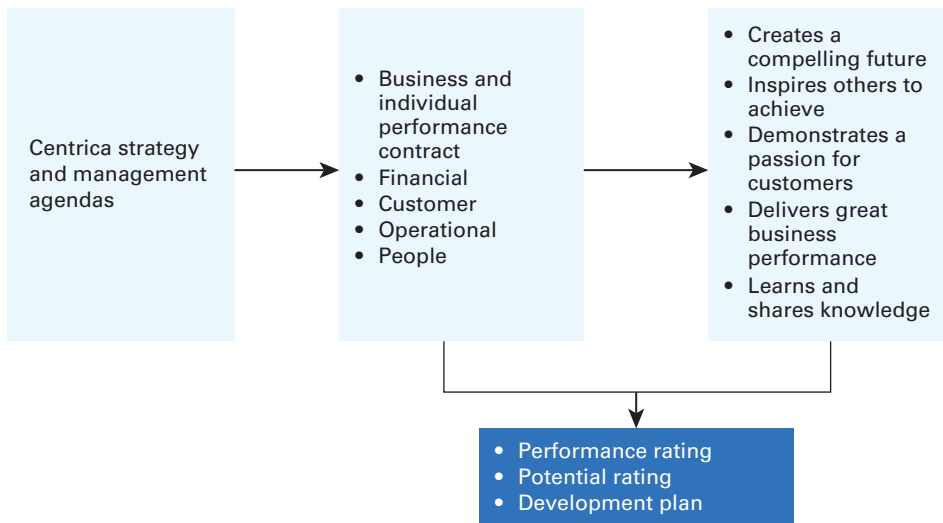 Centrica strategy
and management
agendas
• Business and
individual
performance
contract
• Financial
• Customer
• Operational
• People
• Creates a
compelling future
• Inspires others to
achieve
• Demonstrates a
passion for
customers
• Delivers great
business
performance
• Learns and
shares knowledge
• Performance rating
• Potential rating
• Development plan